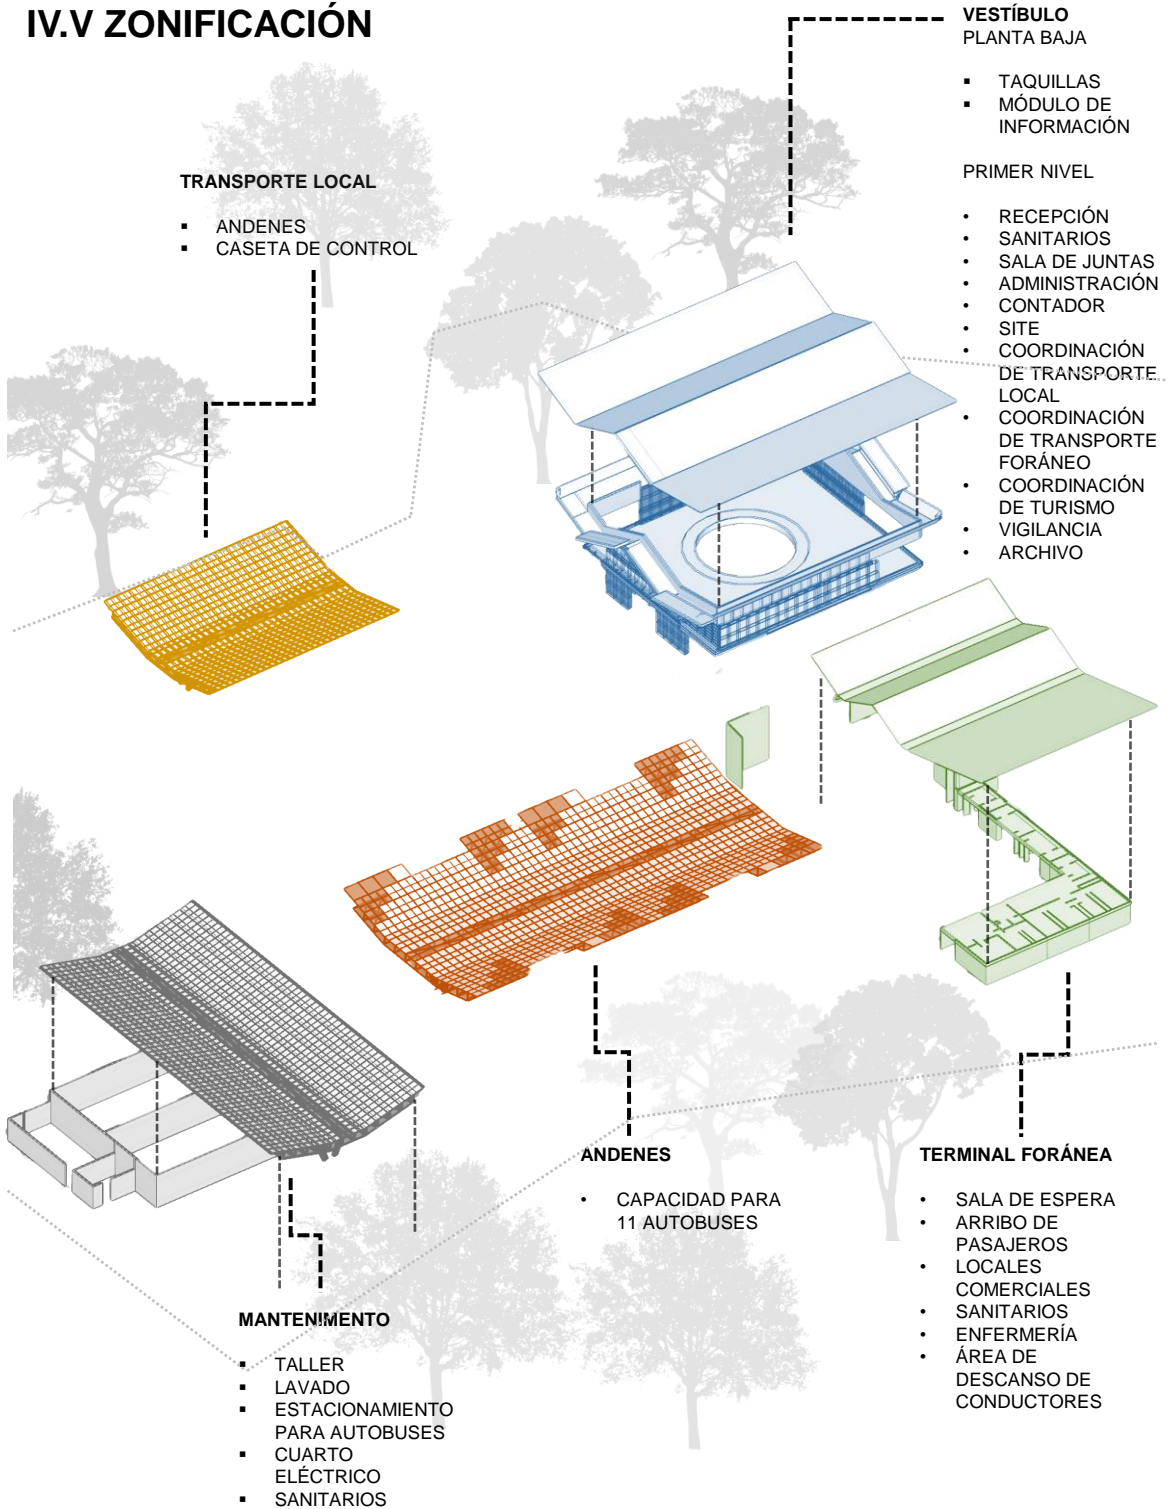 IV.V ZONIFICACIÓN
VESTÍBULO
PLANTA BAJA
▪ TAQUILLAS
▪ MÓDULO DE
INFORMACIÓN
PRIMER NIVEL
• RECEPCIÓN
• SANITARIOS
• SALA DE JUNTAS
• ADMINISTRACIÓN
• CONTADOR
• SITE
• COORDINACIÓN
DE TRANSPORTE
LOCAL
• COORDINACIÓN
DE TRANSPORTE
FORÁNEO
• COORDINACIÓN
DE TURISMO
• VIGILANCIA
• ARCHIVO
TRANSPORTE LOCAL
▪ ANDENES
▪ CASETA DE CONTROL
ANDENES
• CAPACIDAD PARA
11 AUTOBUSES
TERMINAL FORÁNEA
• SALA DE ESPERA
• ARRIBO DE
PASAJEROS
• LOCALES
COMERCIALES
• SANITARIOS
• ENFERMERÍA
• ÁREA DE
DESCANSO DE
CONDUCTORES
MANTENIMENTO
▪ TALLER
▪ LAVADO
▪ ESTACIONAMIENTO
PARA AUTOBUSES
▪ CUARTO
ELÉCTRICO
▪ SANITARIOS